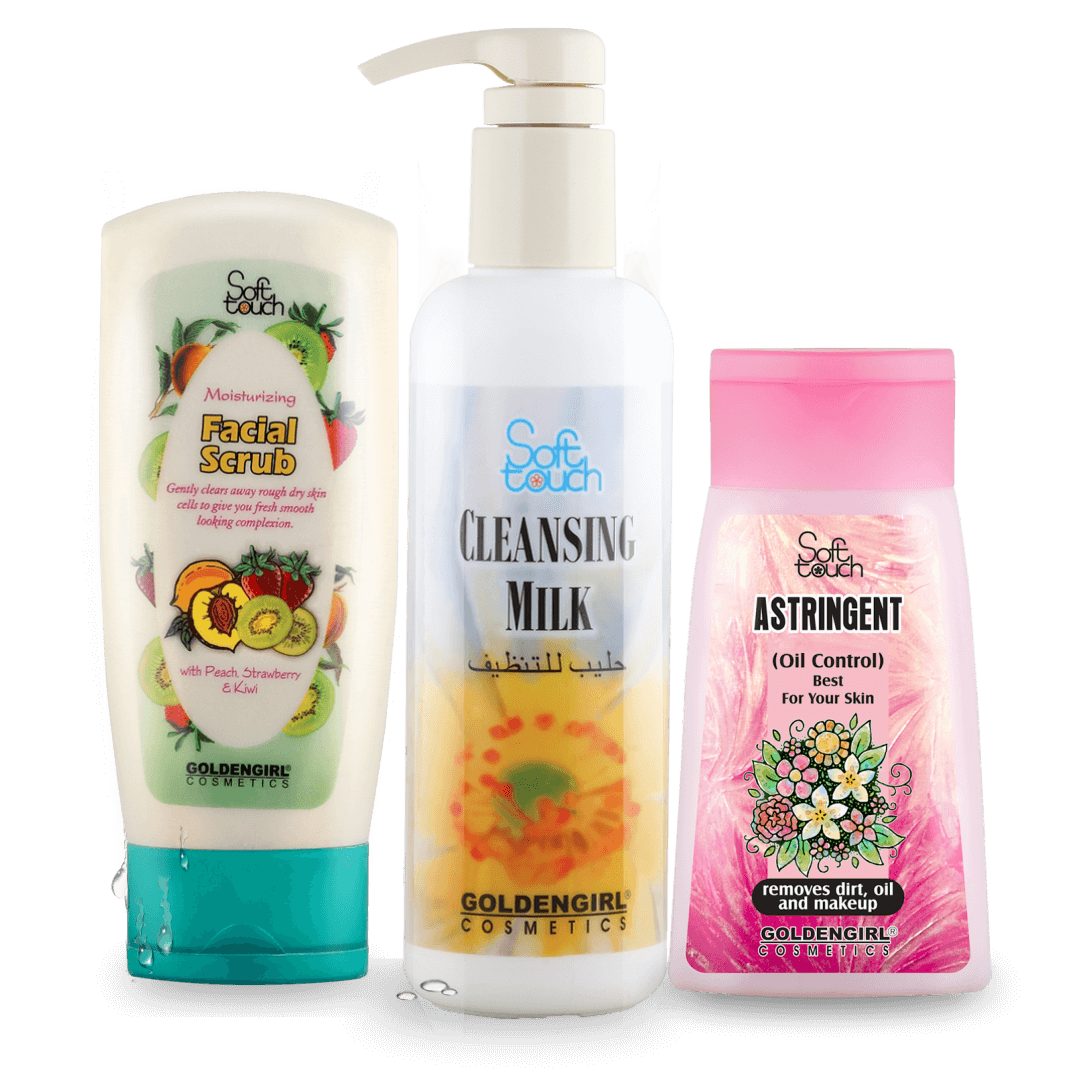 Soft
touch
Moisturizing
Facial
Scrub
Gently clears away rough dry skin
cells to give you fresh smooth
looking complexion.
with Peach, Strawberry
& Kiwi
GOLDENGIRL®
COSMETICS
Soft
touch
CLEANSING
MILK
حليب للتنظيف
GOLDENGIRL®
COSMETICS
Soft
touch
ASTRINGENT
(Oil Control)
Best
For Your Skin
removes dirt, oil
and makeup
GOLDENGIRL®
COSMETICS